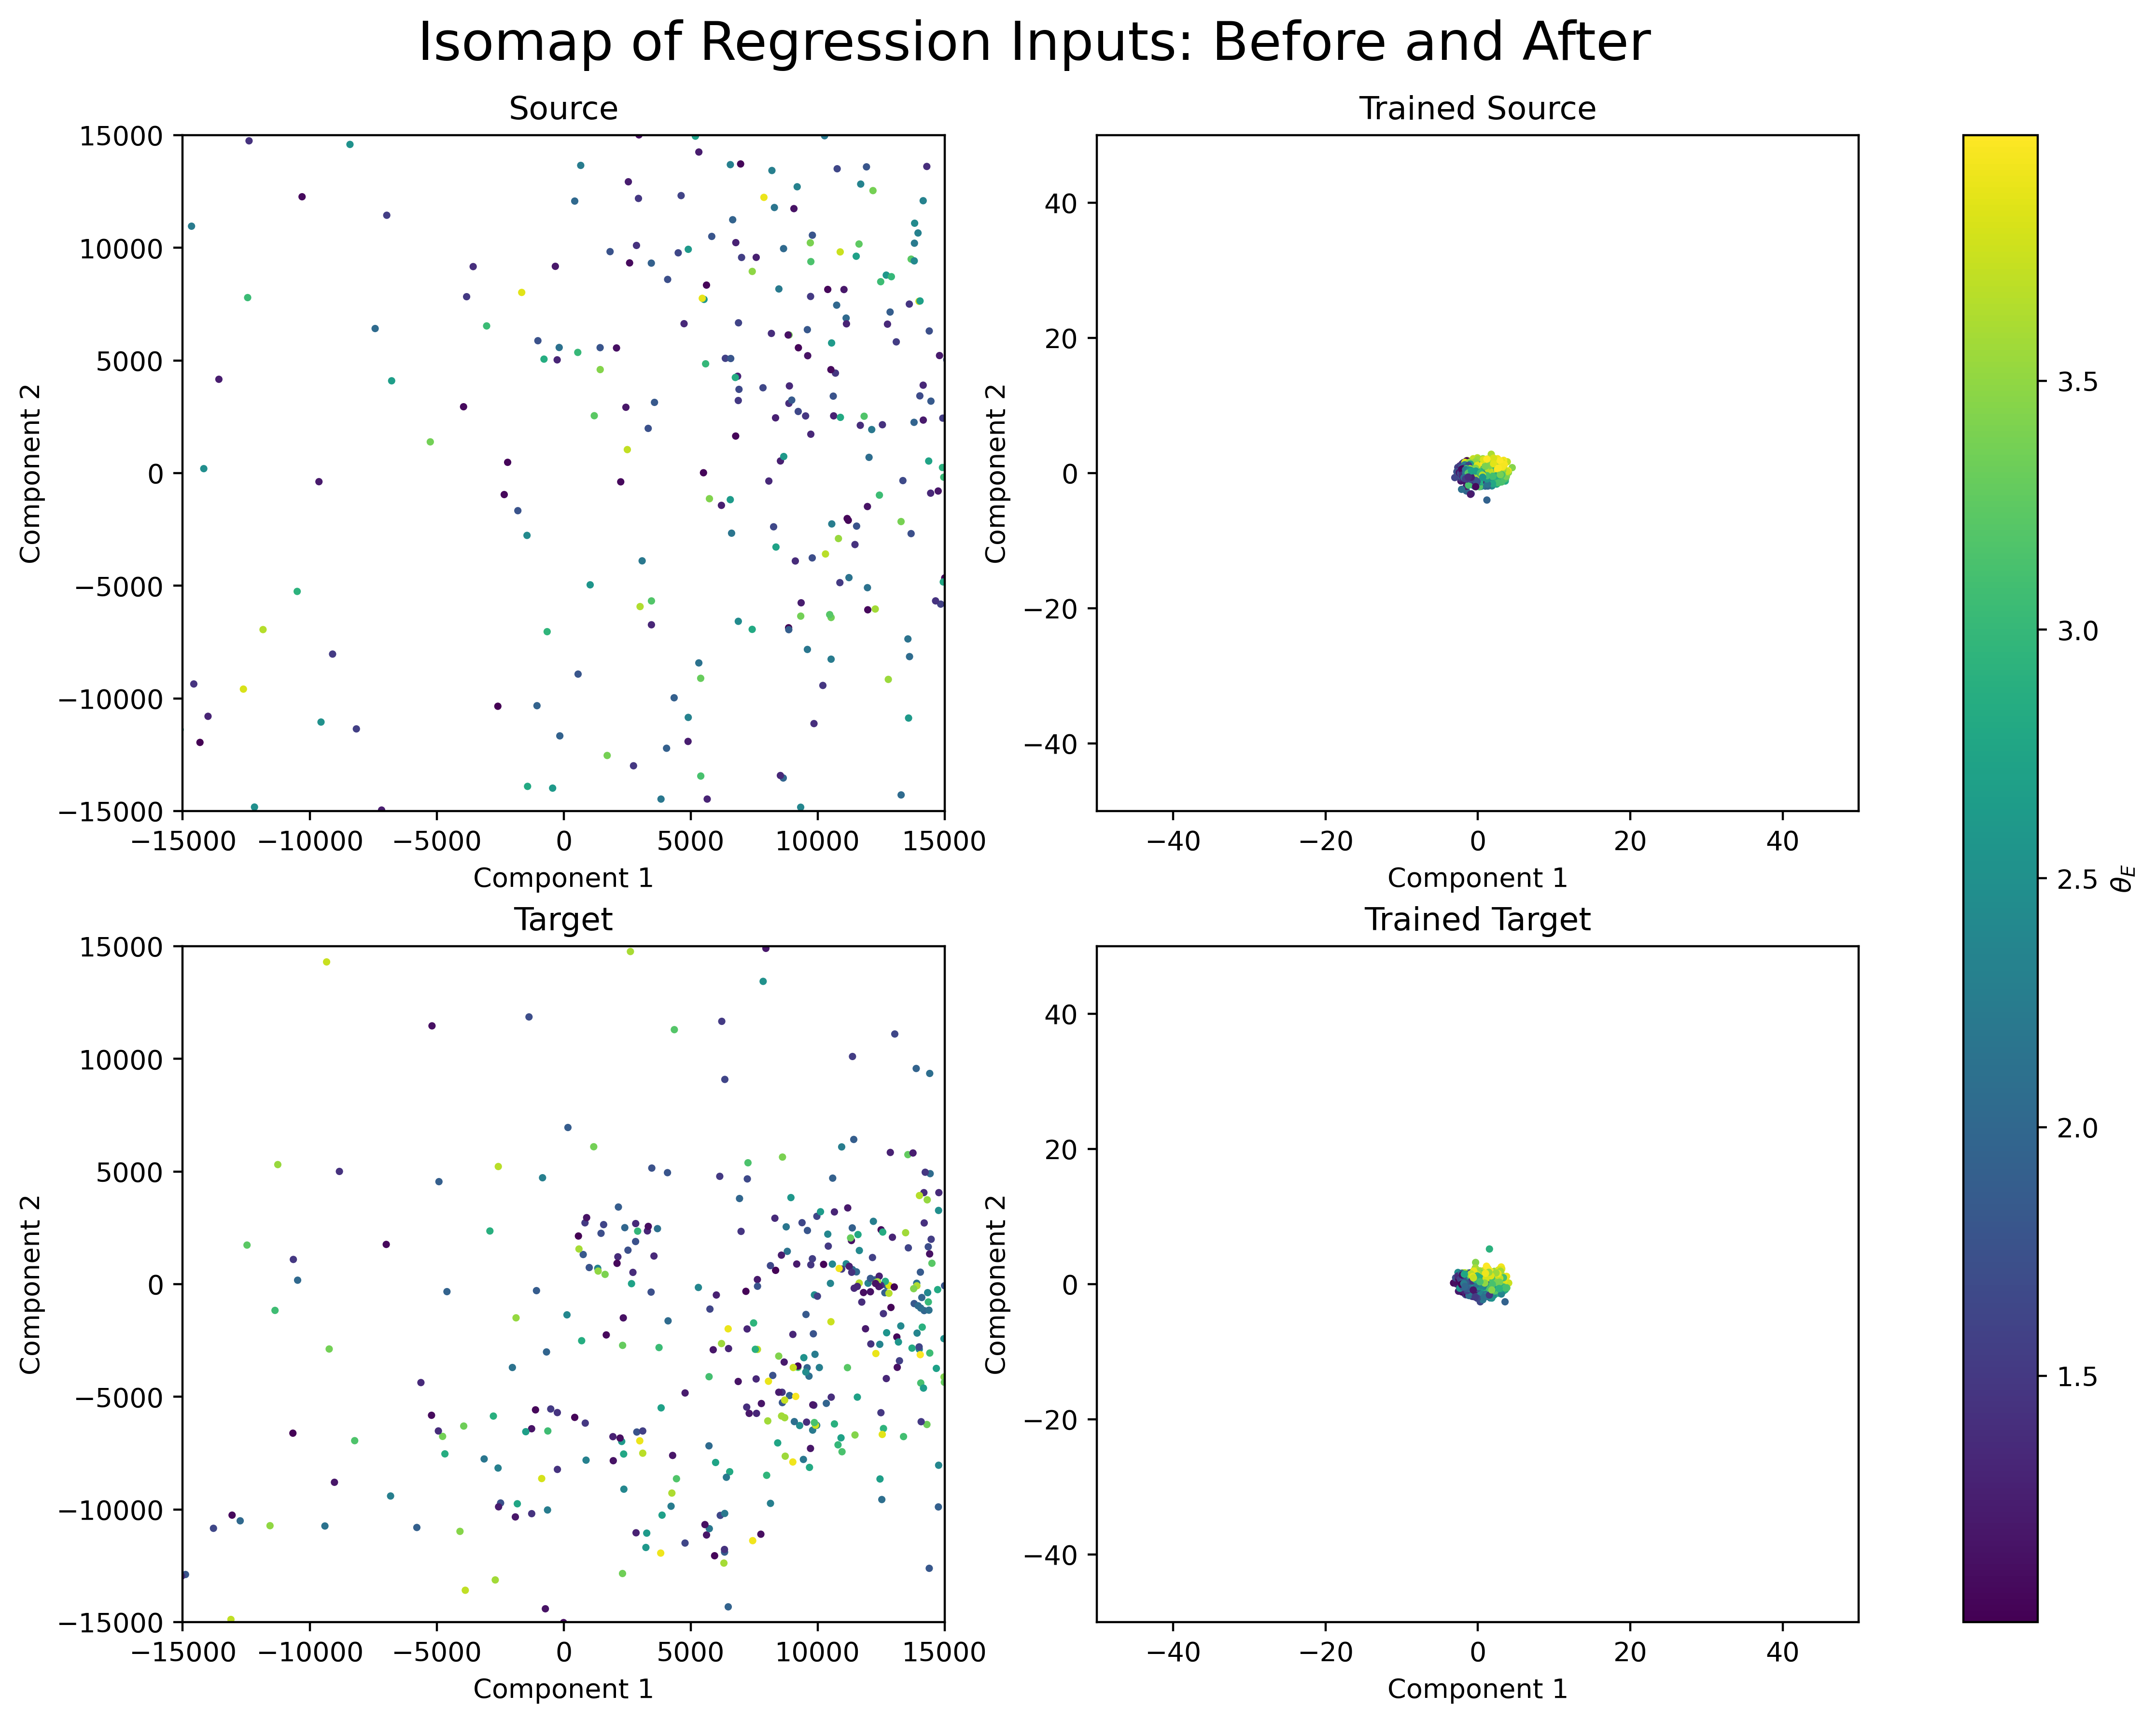 Isomap of Regression Inputs: Before and After
Source
15000
10000
5000
0
−5000
−10000
−15000
Component 2
−15000 −10000 −5000 0 5000 10000 15000
Component 1
Trained Source
40
20
0
−20
−40
Component 2
−40 −20 0 20 40
Component 1
Target
15000
10000
5000
0
−5000
−10000
−15000
Component 2
−15000 −10000 −5000 0 5000 10000 15000
Component 1
Trained Target
40
20
0
−20
−40
Component 2
−40 −20 0 20 40
Component 1
3.5
3.0
2.5
2.0
1.5
θE